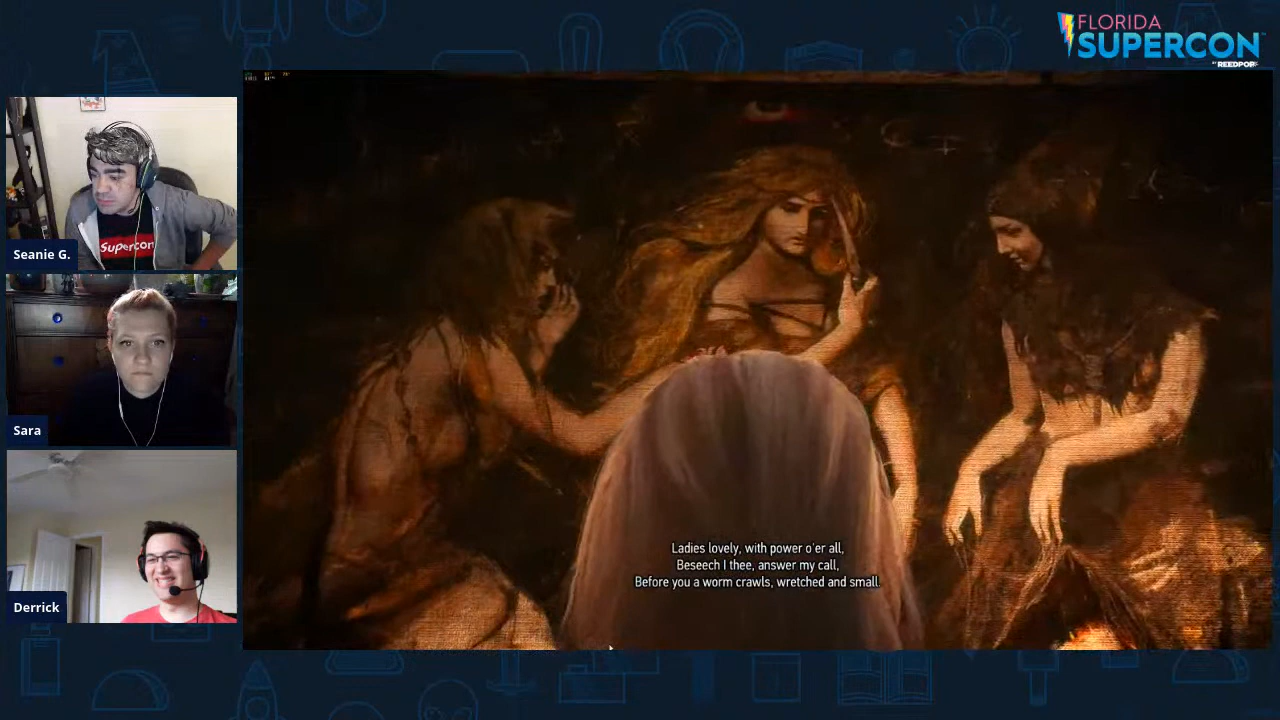 FLORIDA
SUPERCON
BY REEDPOP
Supercon
Seanie G.
Sara
Derrick
Ladies lovely, with power o'er all,
Beseech I thee, answer my call,
Before you a worm crawls, wretched and small.